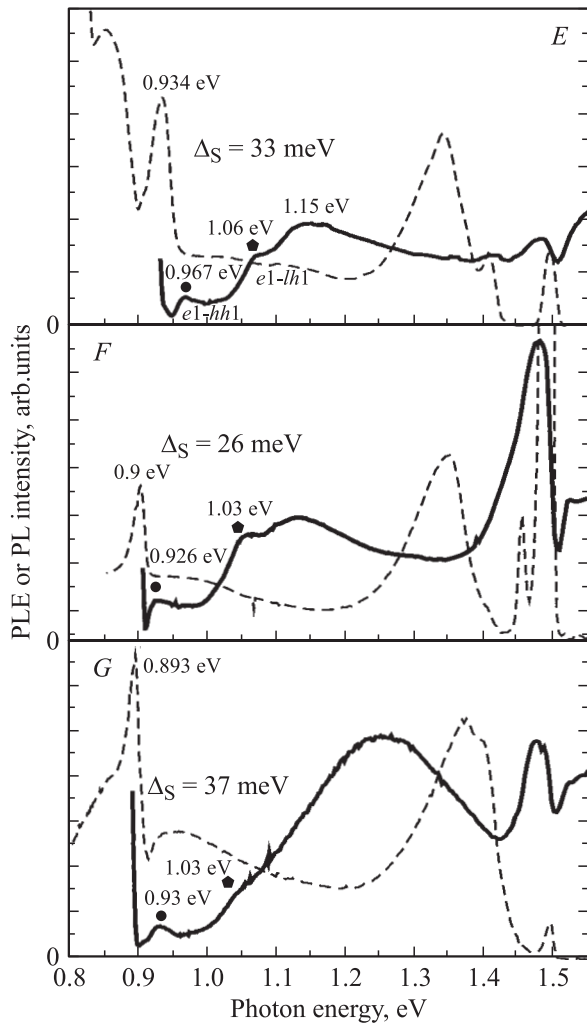 E
0.934 eV
Δ_S = 33 meV
1.15 eV
1.06 eV
0.967 eV
e1-lh1
e1-hh1
0
F
Δ_S = 26 meV
0.9 eV
1.03 eV
0.926 eV
0
G
0.893 eV
Δ_S = 37 meV
1.03 eV
0.93 eV
0
0.8 0.9 1.0 1.1 1.2 1.3 1.4 1.5
Photon energy, eV
PLE or PL intensity, arb.units